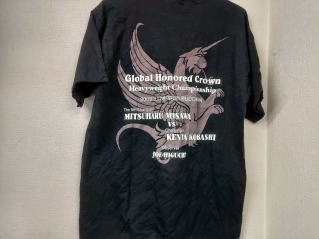 Global Honored Crown
Heavyweight Championship
MITSUHARU MISAWA
VS
KENTA KOBASHI
JOE HIGUCHI